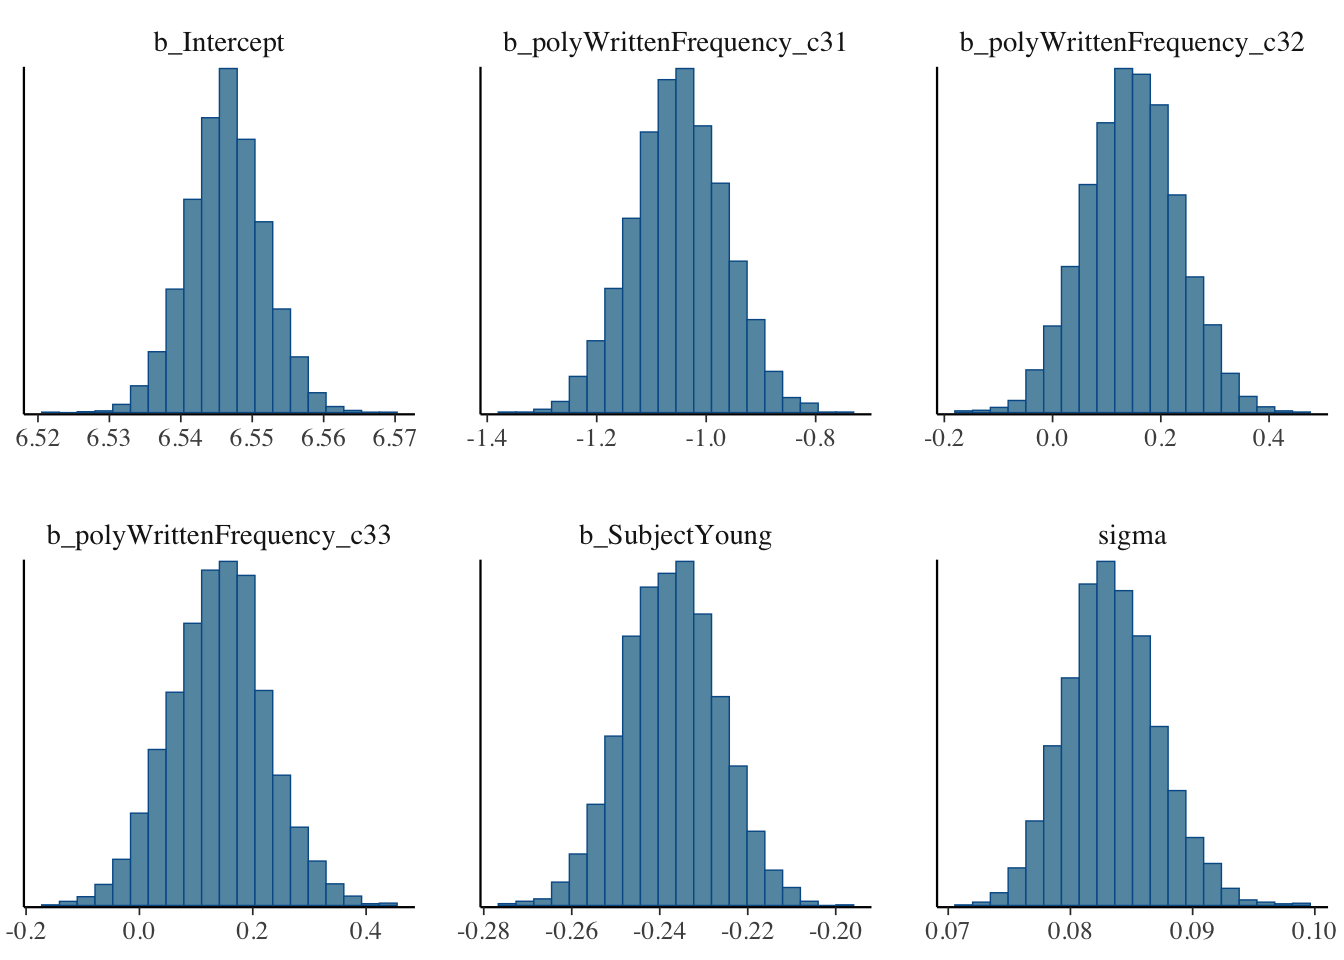 b_Intercept
b_polyWrittenFrequency_c31
b_polyWrittenFrequency_c32
6.52 6.53 6.54 6.55 6.56 6.57
-1.4 -1.2 -1.0 -0.8
-0.2 0.0 0.2 0.4
b_polyWrittenFrequency_c33
b_SubjectYoung
sigma
-0.2 0.0 0.2 0.4
-0.28 -0.26 -0.24 -0.22 -0.20
0.07 0.08 0.09 0.10